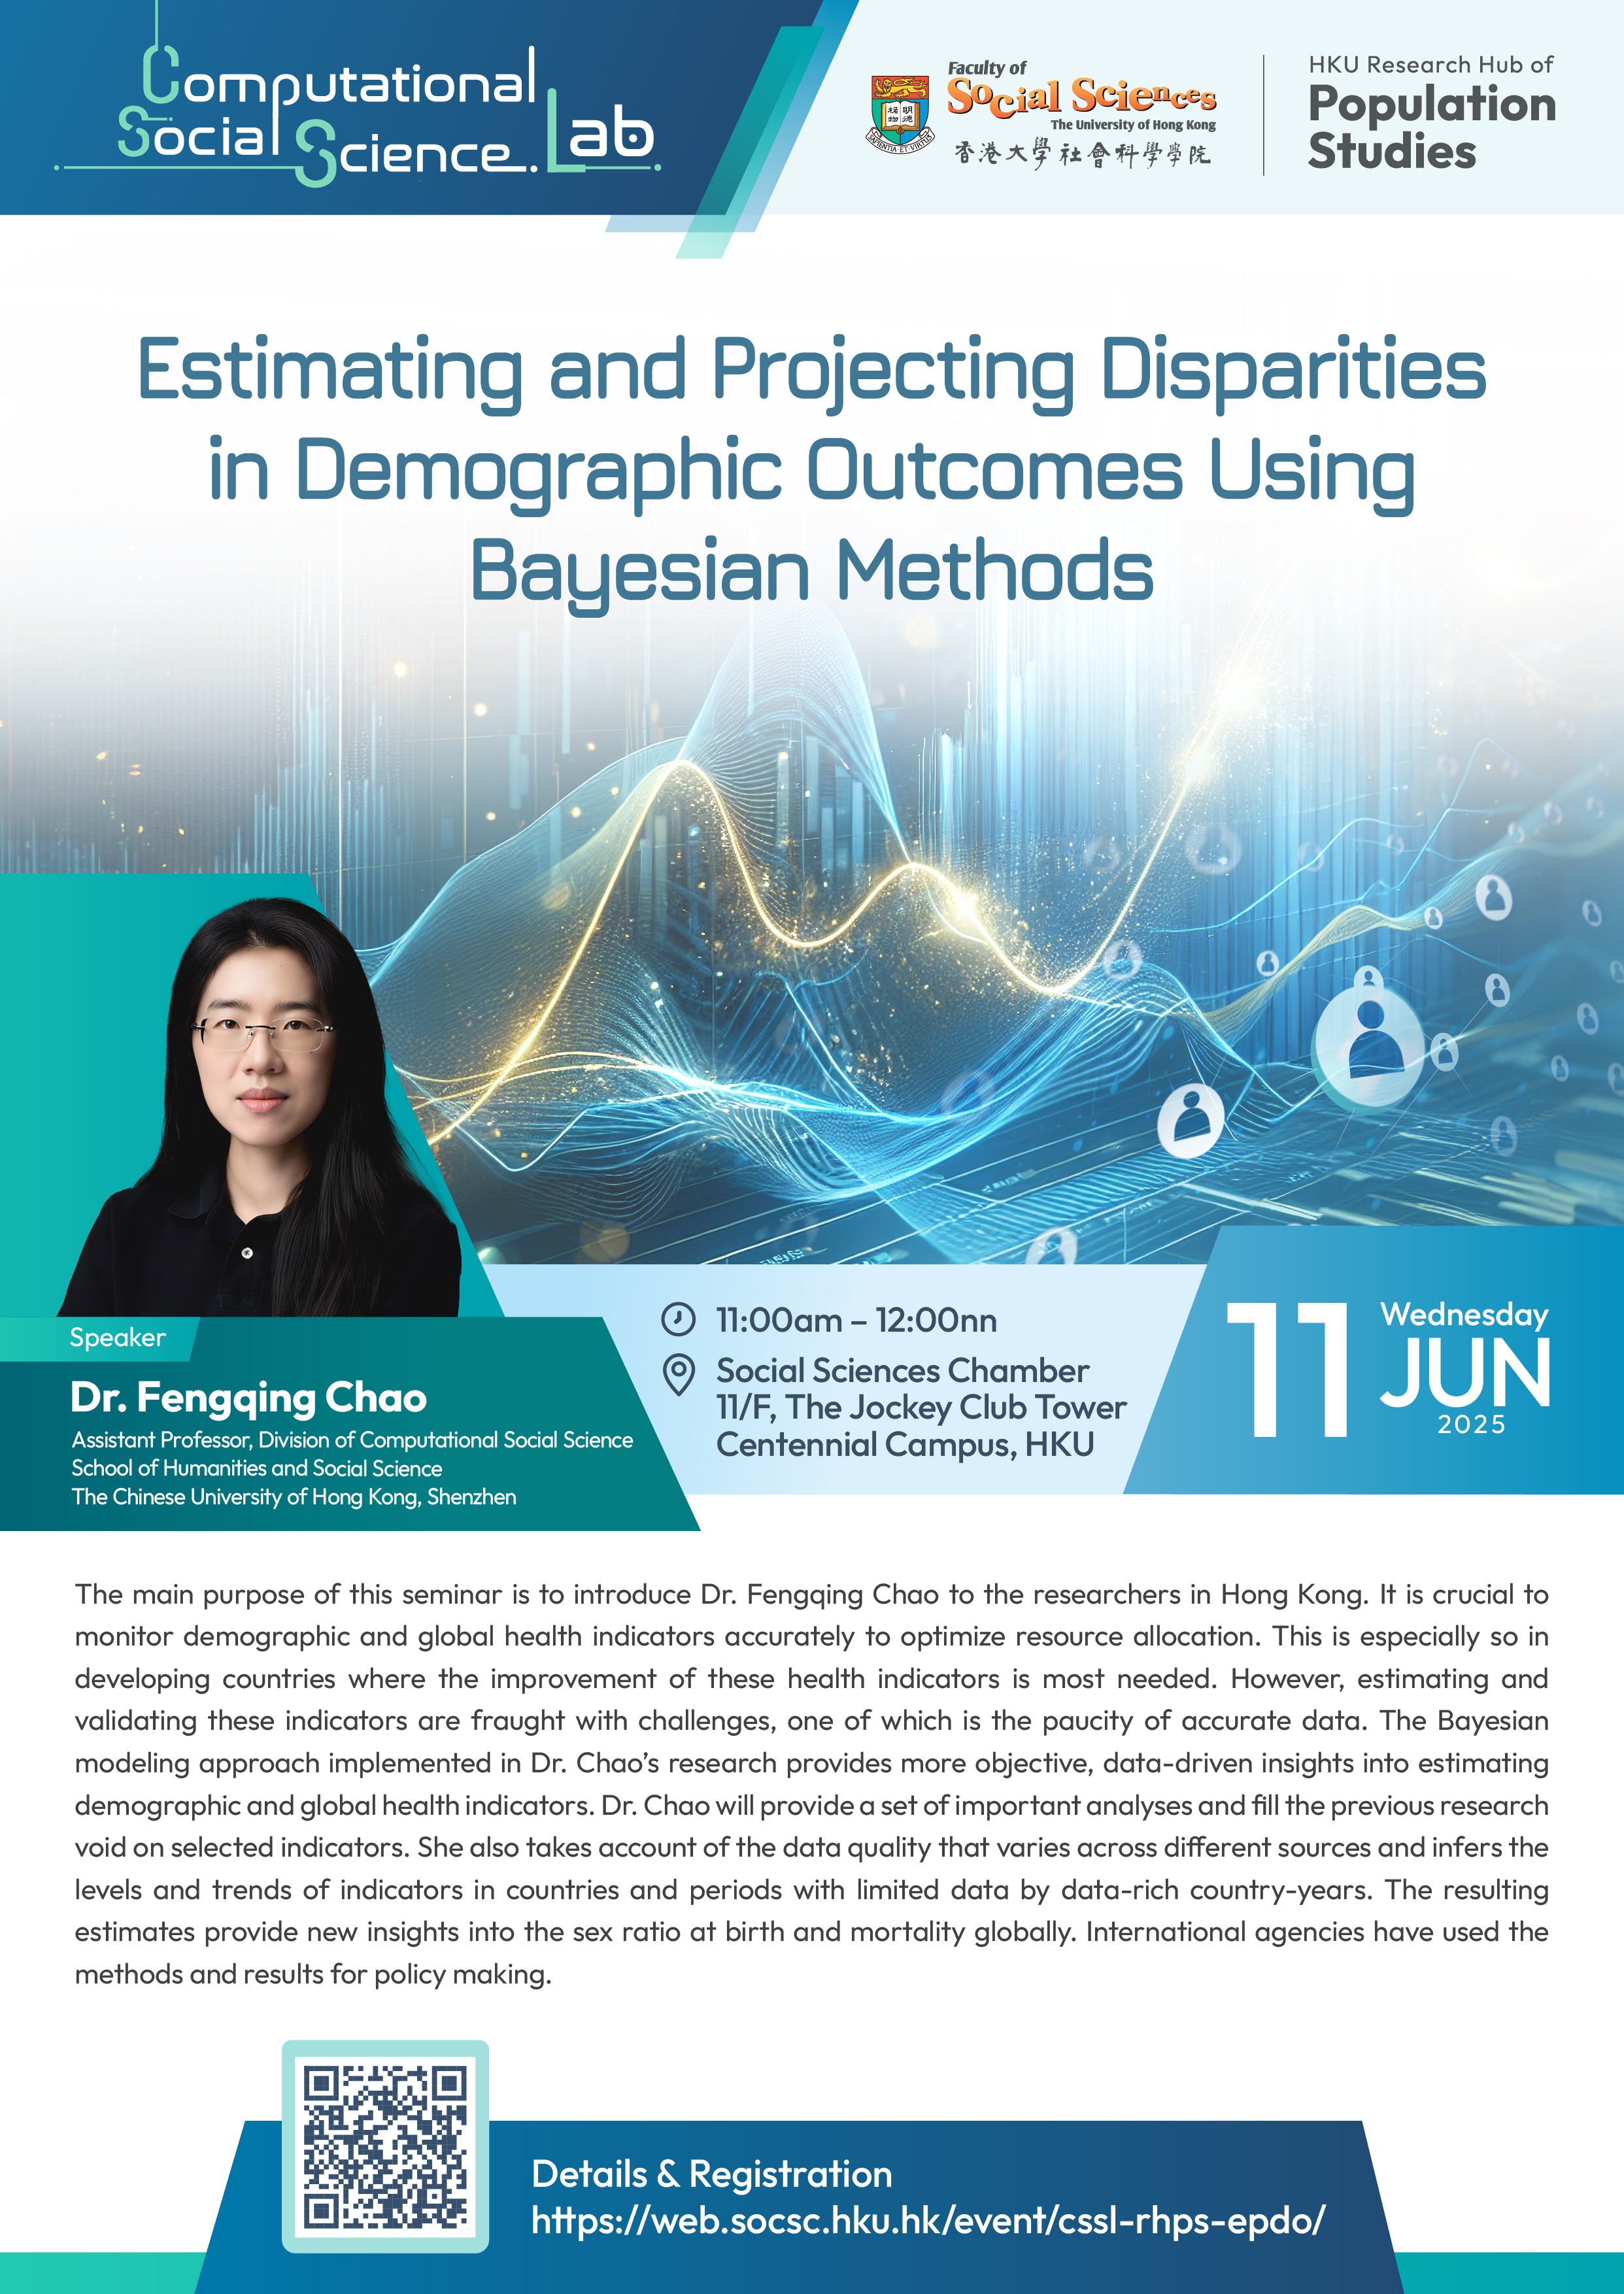 Computational
Social Science. Lab
Faculty of
Social Sciences
The University of Hong Kong
香港大學社會科學學院
HKU Research Hub of
Population
Studies
Estimating and Projecting Disparities
in Demographic Outcomes Using
Bayesian Methods
Speaker
Dr. Fengqing Chao
Assistant Professor, Division of Computational Social Science
School of Humanities and Social Science
The Chinese University of Hong Kong, Shenzhen
11:00am – 12:00nn
Social Sciences Chamber
11/F, The Jockey Club Tower
Centennial Campus, HKU
11
Wednesday
JUN
2025
The main purpose of this seminar is to introduce Dr. Fengqing Chao to the researchers in Hong Kong. It is crucial to
monitor demographic and global health indicators accurately to optimize resource allocation. This is especially so in
developing countries where the improvement of these health indicators is most needed. However, estimating and
validating these indicators are fraught with challenges, one of which is the paucity of accurate data. The Bayesian
modeling approach implemented in Dr. Chao’s research provides more objective, data-driven insights into estimating
demographic and global health indicators. Dr. Chao will provide a set of important analyses and fill the previous research
void on selected indicators. She also takes account of the data quality that varies across different sources and infers the
levels and trends of indicators in countries and periods with limited data by data-rich country-years. The resulting
estimates provide new insights into the sex ratio at birth and mortality globally. International agencies have used the
methods and results for policy making.
Details & Registration
https://web.socsc.hku.hk/event/cssl-rhps-epdo/